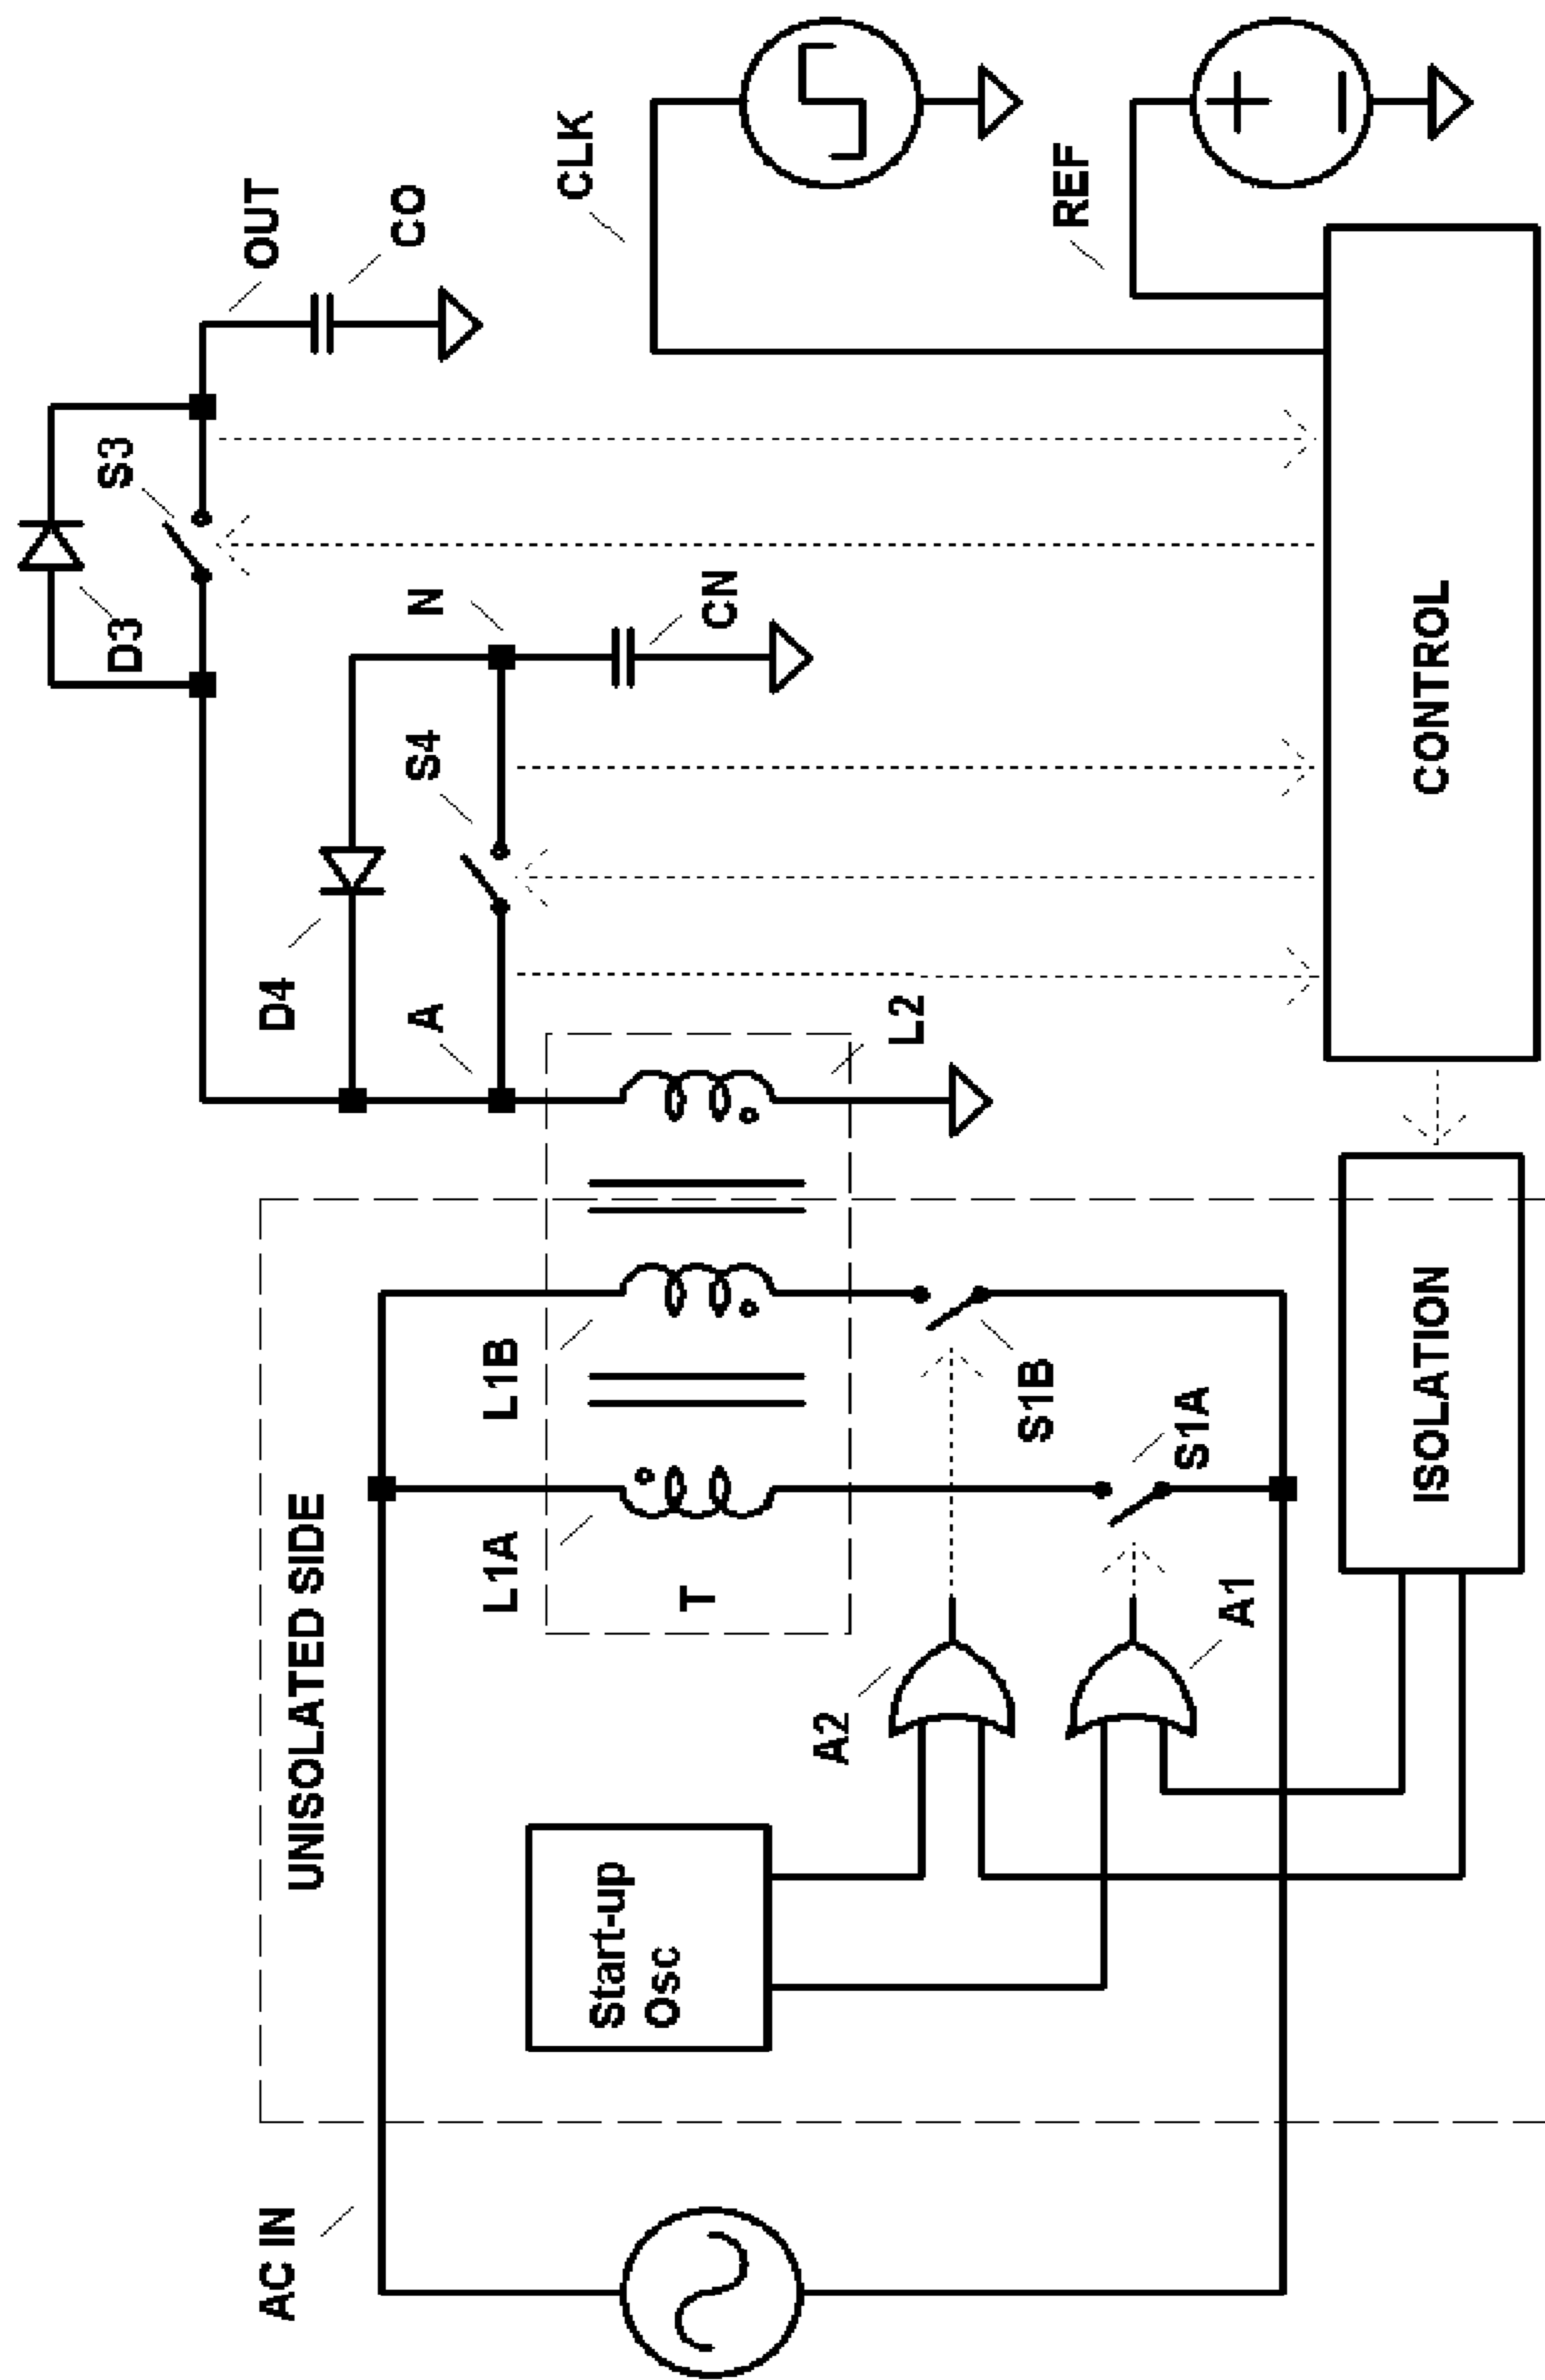 AC IN
UNISOLATED SIDE
Start-up
Osc
A2
A1
T
L1A
L1B
S1A
S1B
ISOLATION
L2
A
D4
S4
N
CN
D3
S3
OUT
CO
CLK
REF
CONTROL